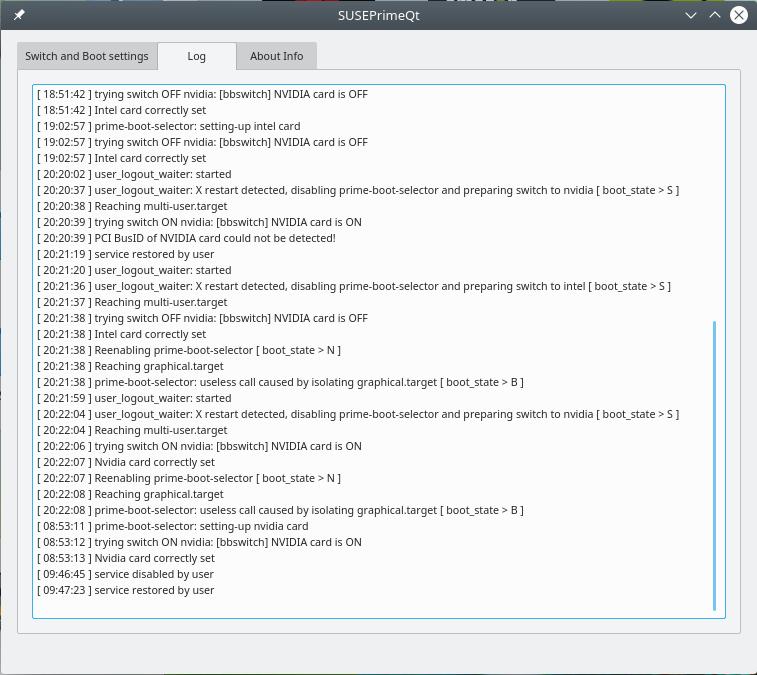 SUSEPrimeQt
Switch and Boot settings
Log
About Info
[ 18:51:42 ] trying switch OFF nvidia: [bbswitch] NVIDIA card is OFF
[ 18:51:42 ] Intel card correctly set
[ 19:02:57 ] prime-boot-selector: setting-up intel card
[ 19:02:57 ] trying switch OFF nvidia: [bbswitch] NVIDIA card is OFF
[ 19:02:57 ] Intel card correctly set
[ 20:20:02 ] user_logout_waiter: started
[ 20:20:37 ] user_logout_waiter: X restart detected, disabling prime-boot-selector and preparing switch to nvidia [ boot_state > S ]
[ 20:20:38 ] Reaching multi-user.target
[ 20:20:39 ] trying switch ON nvidia: [bbswitch] NVIDIA card is ON
[ 20:20:39 ] PCI BusID of NVIDIA card could not be detected!
[ 20:21:19 ] service restored by user
[ 20:21:20 ] user_logout_waiter: started
[ 20:21:36 ] user_logout_waiter: X restart detected, disabling prime-boot-selector and preparing switch to intel [ boot_state > S ]
[ 20:21:37 ] Reaching multi-user.target
[ 20:21:38 ] trying switch OFF nvidia: [bbswitch] NVIDIA card is OFF
[ 20:21:38 ] Intel card correctly set
[ 20:21:38 ] Reenabling prime-boot-selector [ boot_state > N ]
[ 20:21:38 ] Reaching graphical.target
[ 20:21:38 ] prime-boot-selector: useless call caused by isolating graphical.target [ boot_state > B ]
[ 20:21:59 ] user_logout_waiter: started
[ 20:22:04 ] user_logout_waiter: X restart detected, disabling prime-boot-selector and preparing switch to nvidia [ boot_state > S ]
[ 20:22:04 ] Reaching multi-user.target
[ 20:22:06 ] trying switch ON nvidia: [bbswitch] NVIDIA card is ON
[ 20:22:07 ] Nvidia card correctly set
[ 20:22:07 ] Reenabling prime-boot-selector [ boot_state > N ]
[ 20:22:08 ] Reaching graphical.target
[ 20:22:08 ] prime-boot-selector: useless call caused by isolating graphical.target [ boot_state > B ]
[ 08:53:11 ] prime-boot-selector: setting-up nvidia card
[ 08:53:12 ] trying switch ON nvidia: [bbswitch] NVIDIA card is ON
[ 08:53:13 ] Nvidia card correctly set
[ 09:46:45 ] service disabled by user
[ 09:47:23 ] service restored by user